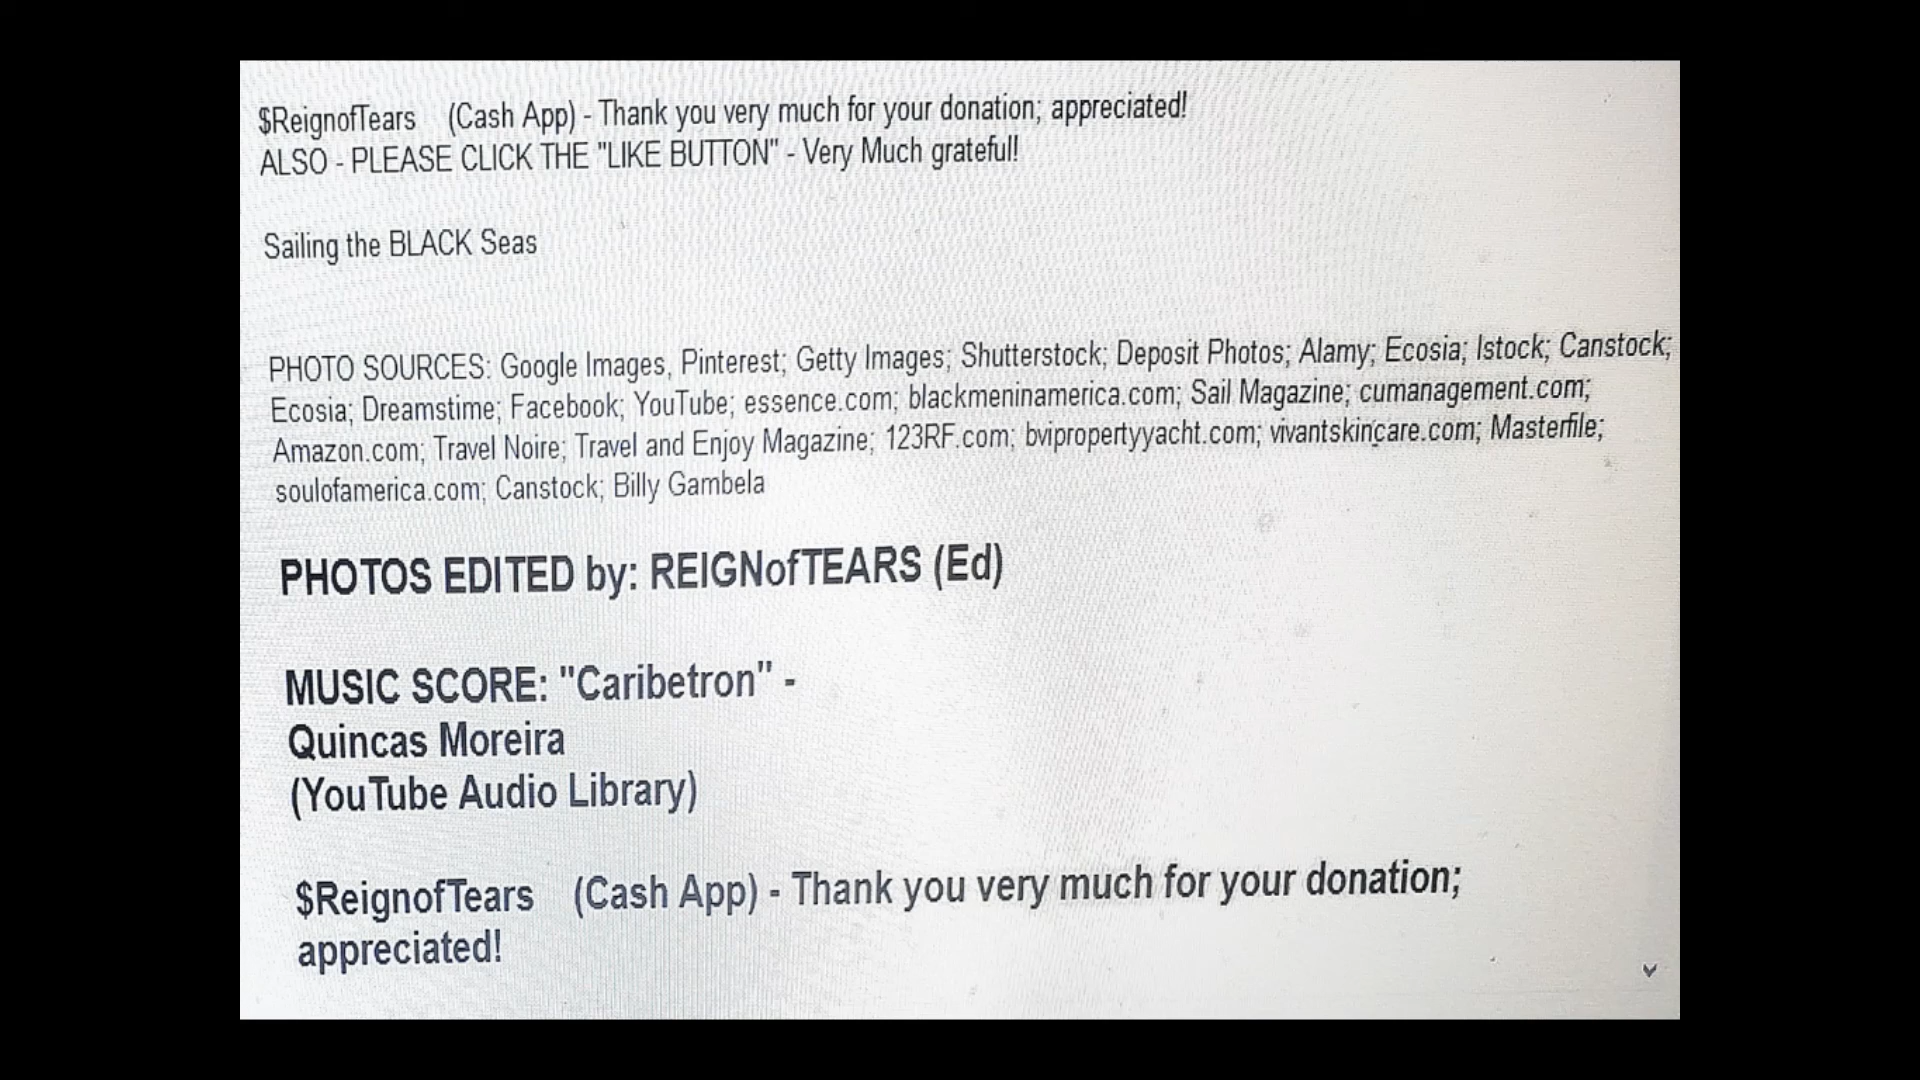 $ReignofTears (Cash App) - Thank you very much for your donation; appreciated!
ALSO - PLEASE CLICK THE "LIKE BUTTON" - Very Much grateful!
Sailing the BLACK Seas
PHOTO SOURCES: Google Images, Pinterest; Getty Images; Shutterstock; Deposit Photos; Alamy; Ecosia; Istock; Canstock;
Ecosia; Dreamstime; Facebook; YouTube; essence.com; blackmeninamerica.com; Sail Magazine; cumanagement.com;
Amazon.com; Travel Noire; Travel and Enjoy Magazine; 123RF.com; bvipropertyyacht.com; vivantskincare.com; Masterfile;
soulofamerica.com; Canstock; Billy Gambela
PHOTOS EDITED by: REIGNofTEARS (Ed)
MUSIC SCORE: "Caribetron" -
Quincas Moreira
(YouTube Audio Library)
$ReignofTears (Cash App) - Thank you very much for your donation;
appreciated!